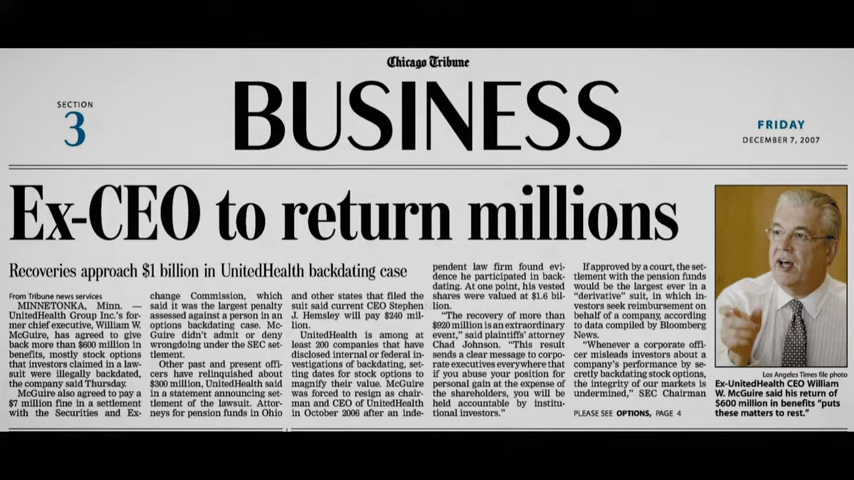 Chicago Tribune
SECTION
3
BUSINESS
FRIDAY
DECEMBER 7, 2007
Ex-CEO to return millions
Recoveries approach $1 billion in UnitedHealth backdating case
From Tribune news services
MINNETONKA, Minn. —
UnitedHealth Group Inc.'s for-
mer chief executive, William W.
McGuire, has agreed to give
back more than $600 million in
benefits, mostly stock options
that investors claimed in a law-
suit were illegally backdated,
the company said Thursday.
McGuire also agreed to pay a
$7 million fine in a settlement
with the Securities and Ex-
change Commission, which
said it was the largest penalty
assessed against a person in an
options backdating case. Mc-
Guire didn't admit or deny
wrongdoing under the SEC set-
tlement.
Other past and present offi-
cers have relinquished about
$300 million, UnitedHealth said
in a statement announcing set-
tlement of the lawsuit. Attor-
neys for pension funds in Ohio
and other states that filed the
suit said current CEO Stephen
J. Hemsley will pay $240 mil-
lion.
UnitedHealth is among at
least 200 companies that have
disclosed internal or federal in-
vestigations of backdating, set-
ting dates for stock options to
magnify their value. McGuire
was forced to resign as chair-
man and CEO of UnitedHealth
in October 2006 after an inde-
pendent law firm found evi-
dence he participated in back-
dating. At one point, his vested
shares were valued at $1.6 bil-
lion.
"The recovery of more than
$920 million is an extraordinary
event," said plaintiffs' attorney
Chad Johnson. "This result
sends a clear message to corpo-
rate executives everywhere that
if you abuse your position for
personal gain at the expense of
the shareholders, you will be
held accountable by institu-
tional investors."
If approved by a court, the set-
tlement with the pension funds
would be the largest ever in a
"derivative" suit, in which in-
vestors seek reimbursement on
behalf of a company, according
to data compiled by Bloomberg
News.
"Whenever a corporate offi-
cer misleads investors about a
company's performance by se-
cretly backdating stock options,
the integrity of our markets is
undermined," SEC Chairman
PLEASE SEE OPTIONS, PAGE 4
Los Angeles Times file photo
Ex-UnitedHealth CEO William
W. McGuire said his return of
$600 million in benefits "puts
these matters to rest."